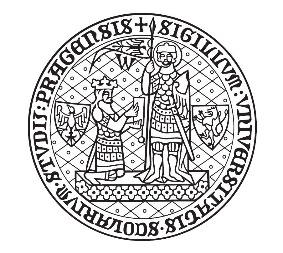 ✝ SIGILLVM : VNIVERSITATIS · SCOLARIVM · STVDII : PRAGENSIS
W